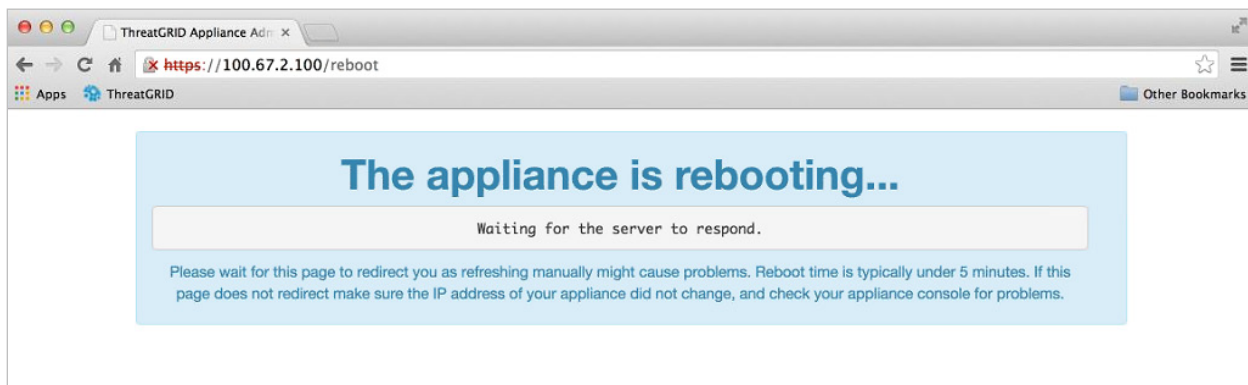 ThreatGRID Appliance Adm
https://100.67.2.100/reboot
Apps ThreatGRID Other Bookmarks
The appliance is rebooting...
Waiting for the server to respond.
Please wait for this page to redirect you as refreshing manually might cause problems. Reboot time is typically under 5 minutes. If this
page does not redirect make sure the IP address of your appliance did not change, and check your appliance console for problems.